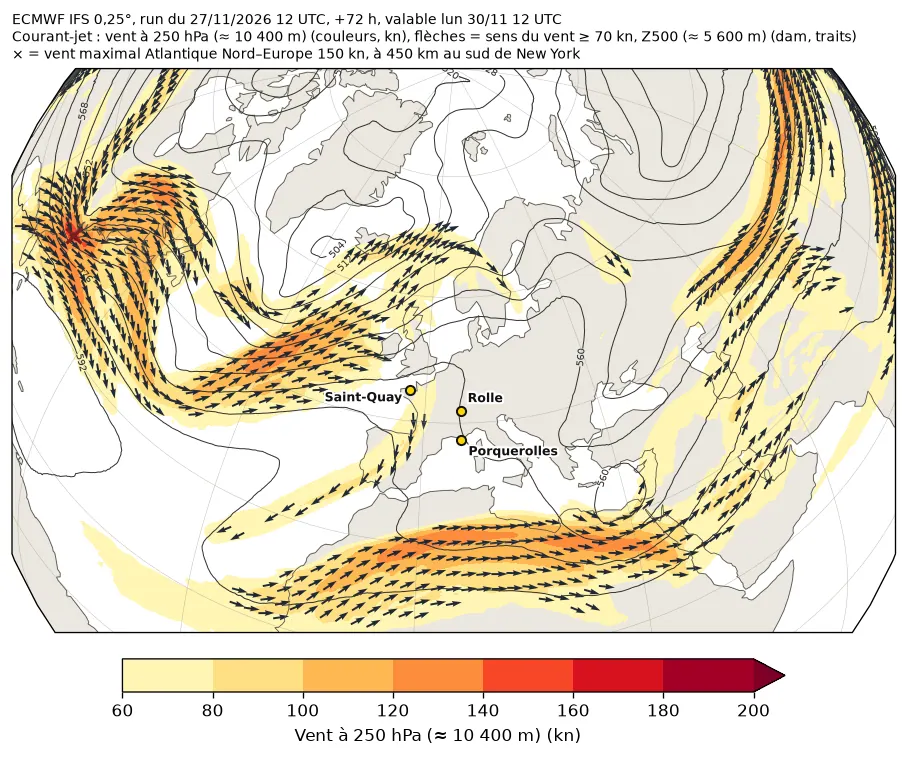 ECMWF IFS 0,25°, run du 27/11/2026 12 UTC, +72 h, valable lun 30/11 12 UTC
Courant-jet : vent à 250 hPa (≈ 10 400 m) (couleurs, kn), flèches = sens du vent ≥ 70 kn, Z500 (≈ 5 600 m) (dam, traits)
× = vent maximal Atlantique Nord–Europe 150 kn, à 450 km au sud de New York
568
504
592
560
Saint-Quay
Rolle
Porquerolles
560
60 80 100 120 140 160 180 200
Vent à 250 hPa (≈ 10 400 m) (kn)